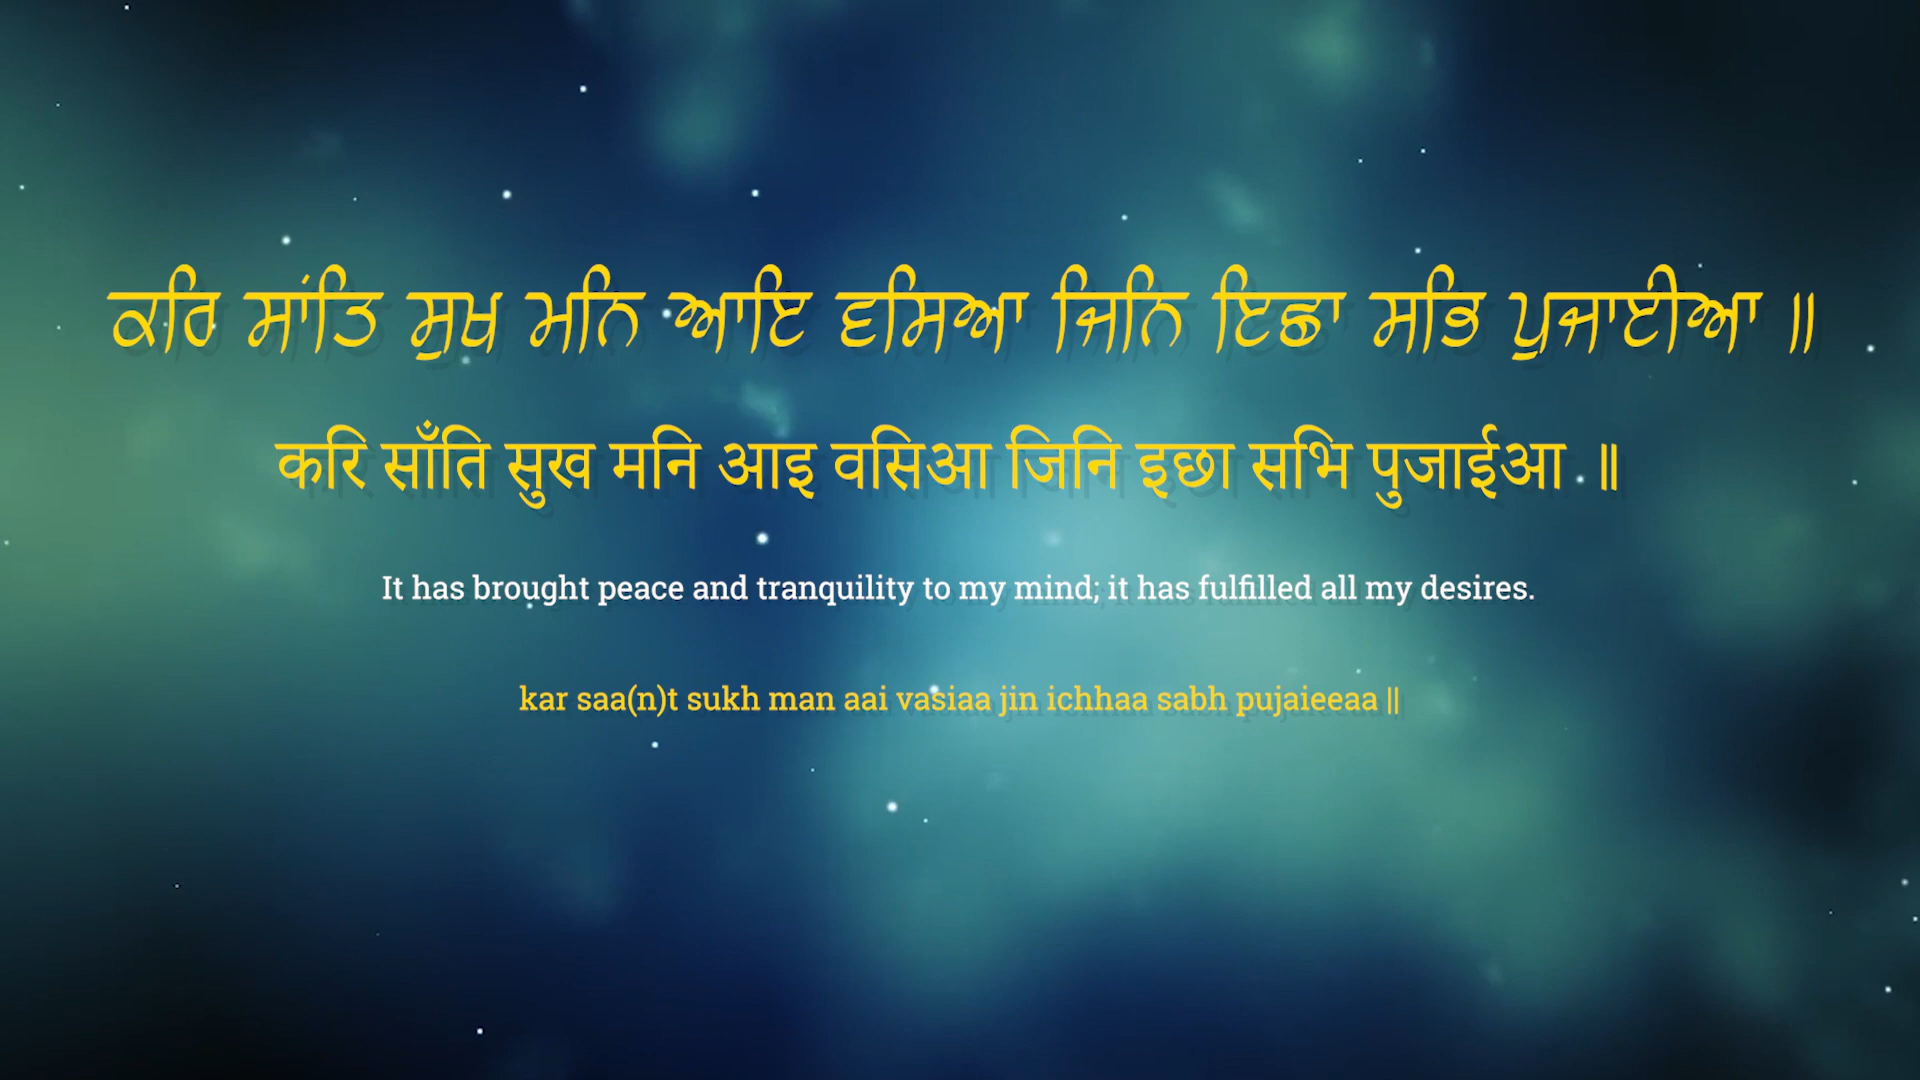 ਕਰਿ ਸਾਂਤਿ ਸੁਖ ਮਨਿ ਆਇ ਵਸਿਆ ਜਿਨਿ ਇਛਾ ਸਭਿ ਪੁਜਾਈਆ ॥
करि साँति सुख मनि आइ वसिआ जिनि इछा सभि पुजाईआ ॥
It has brought peace and tranquility to my mind; it has fulfilled all my desires.
kar saa(n)t sukh man aai vasiaa jin ichhaa sabh pujaieeaa ||